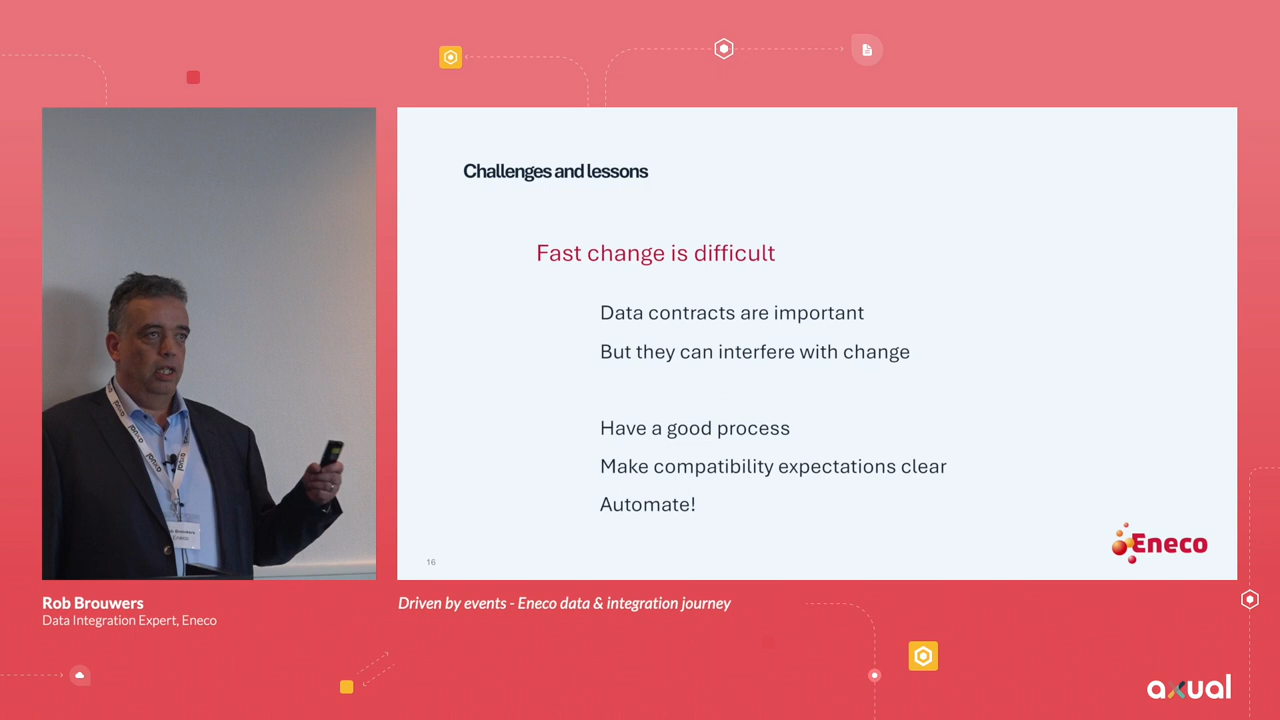 Challenges and lessons
Fast change is difficult
Data contracts are important
But they can interfere with change
Have a good process
Make compatibility expectations clear
Automate!
16
Eneco
Rob Brouwers
Data Integration Expert, Eneco
Driven by events - Eneco data & integration journey
axual